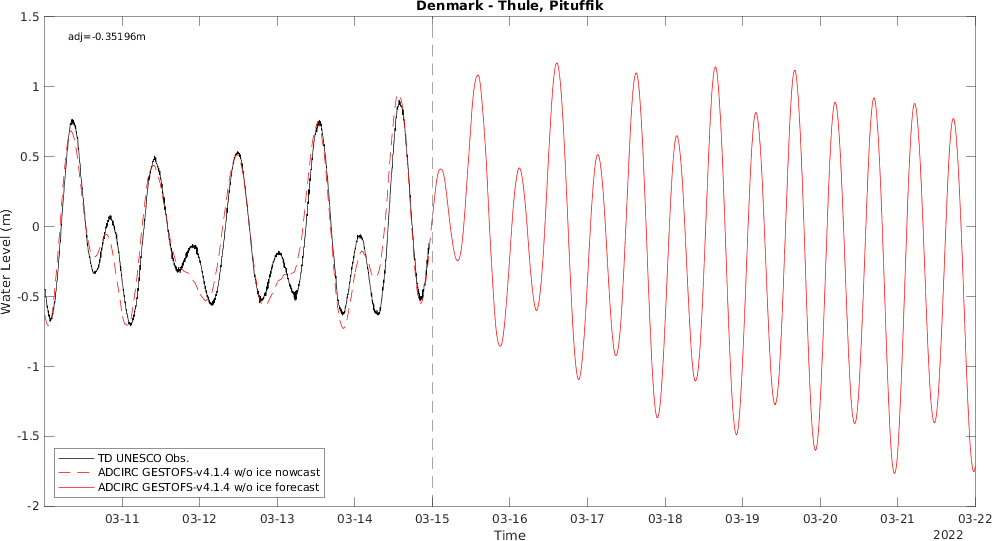 Denmark - Thule, Pituffik
adj=-0.35196m
1.5
1
0.5
0
-0.5
-1
-1.5
-2
Water Level (m)
TD UNESCO Obs.
ADCIRC GESTOFS-v4.1.4 w/o ice nowcast
ADCIRC GESTOFS-v4.1.4 w/o ice forecast
03-11 03-12 03-13 03-14 03-15 03-16 03-17 03-18 03-19 03-20 03-21 03-22
Time
2022